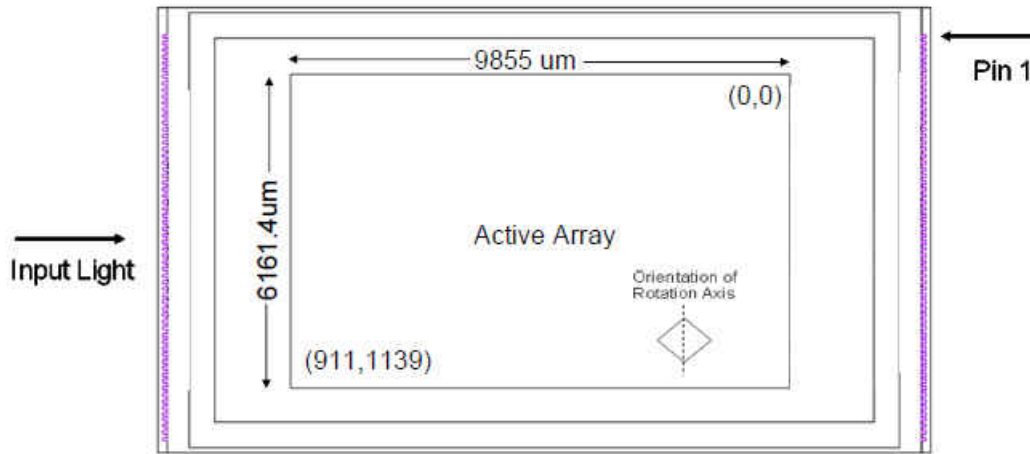 9855 um
Pin 1
(0,0)
6161.4um
Active Array
Input Light
Orientation of
Rotation Axis
(911,1139)